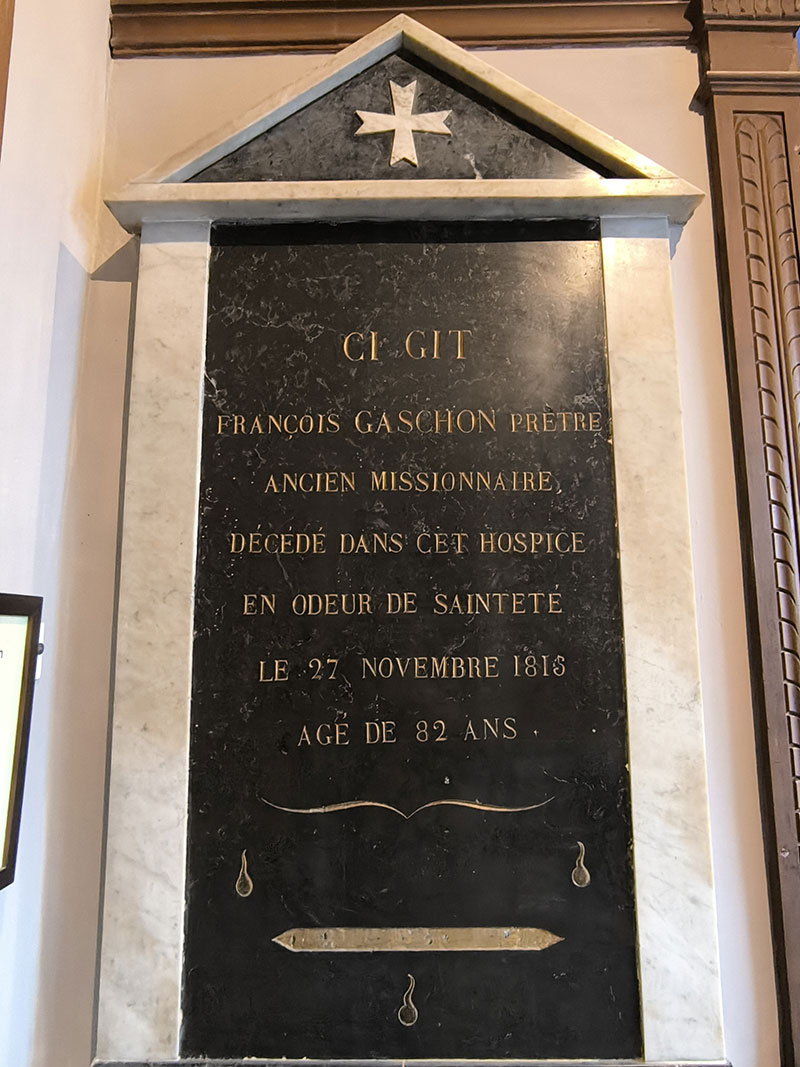 CI GIT
FRANÇOIS GASCHON PRÊTRE
ANCIEN MISSIONNAIRE,
DÉCÉDÉ DANS CET HOSPICE
EN ODEUR DE SAINTETÉ
LE 27 NOVEMBRE 1815
AGÉ DE 82 ANS.